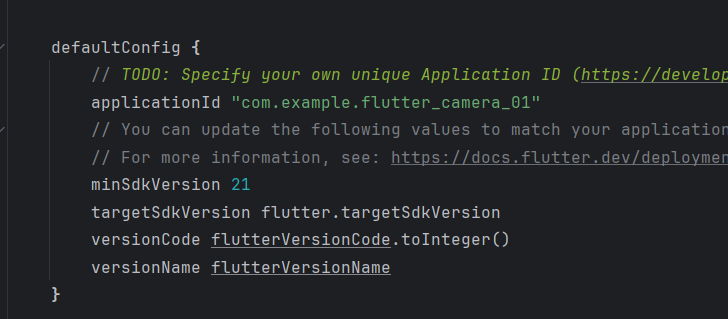 defaultConfig {
// TODO: Specify your own unique Application ID (https://develop
applicationId "com.example.flutter_camera_01"
// You can update the following values to match your application
// For more information, see: https://docs.flutter.dev/deploymen
minSdkVersion 21
targetSdkVersion flutter.targetSdkVersion
versionCode flutterVersionCode.toInteger()
versionName flutterVersionName
}